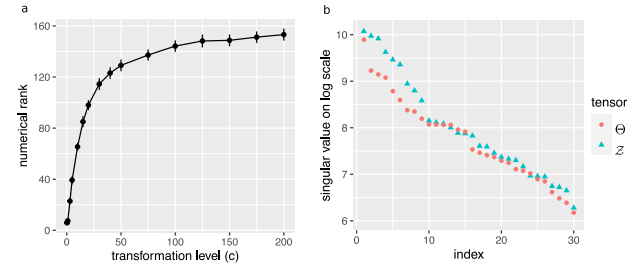 a
numerical rank
160
120
80
40
0
0
50
100
150
200
transformation level (c)
b
singular value on log scale
10
9
8
7
6
0
10
20
30
index
tensor
Θ
𝒵